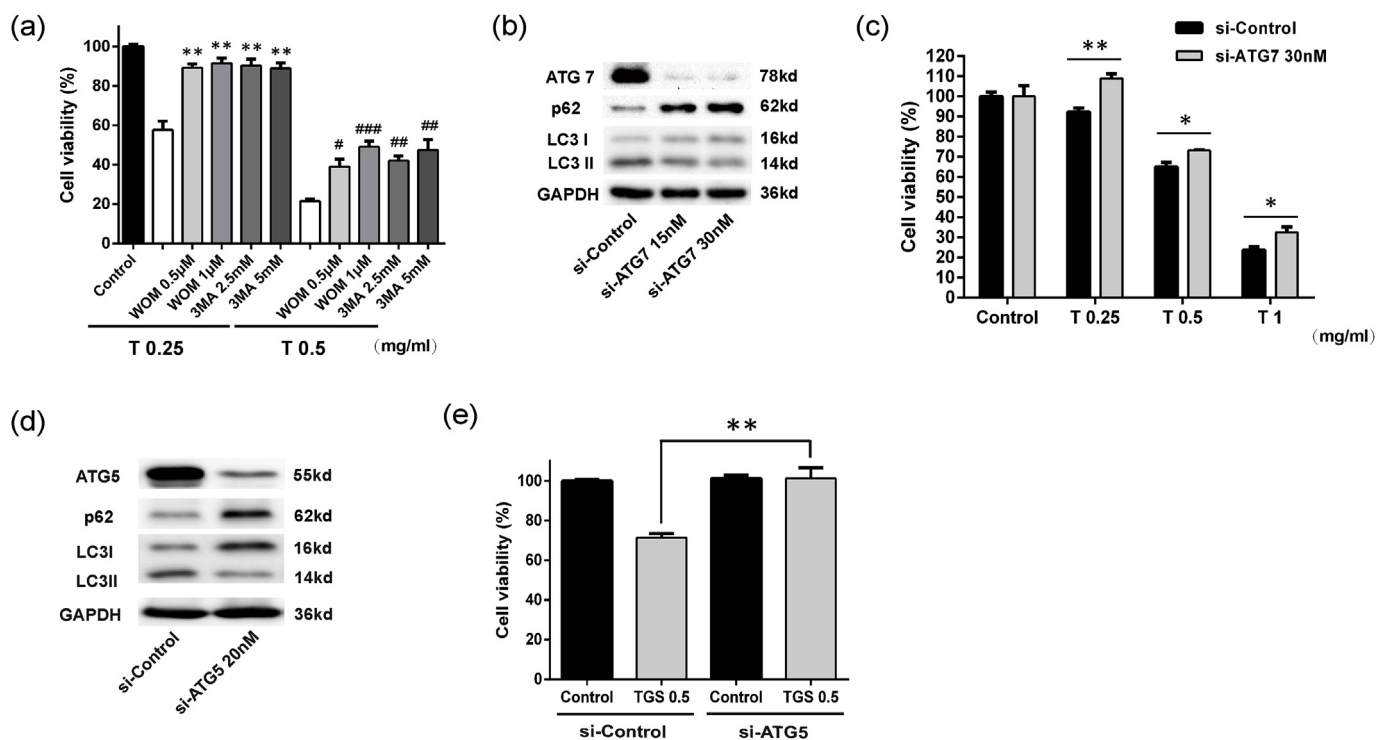 (a)
Cell viability (%)
100
80
60
40
20
0
** ** ** **
# ### ## ##
Control
WOM 0.5μM
WOM 1μM
3MA 2.5mM
3MA 5mM
WOM 0.5μM
WOM 1μM
3MA 2.5mM
3MA 5mM
T 0.25 T 0.5 (mg/ml)
(b)
ATG 7 78kd
p62 62kd
LC3 I 16kd
LC3 II 14kd
GAPDH 36kd
si-Control
si-ATG7 15nM
si-ATG7 30nM
(c)
si-Control
si-ATG7 30nM
Cell viability (%)
120
110
100
90
80
70
60
50
40
30
20
10
0
**
*
*
Control T 0.25 T 0.5 T 1
(mg/ml)
(d)
ATG5 55kd
p62 62kd
LC3I 16kd
LC3II 14kd
GAPDH 36kd
si-Control
si-ATG5 20nM
(e)
**
Cell viability (%)
100
80
60
40
20
0
Control TGS 0.5 Control TGS 0.5
si-Control si-ATG5